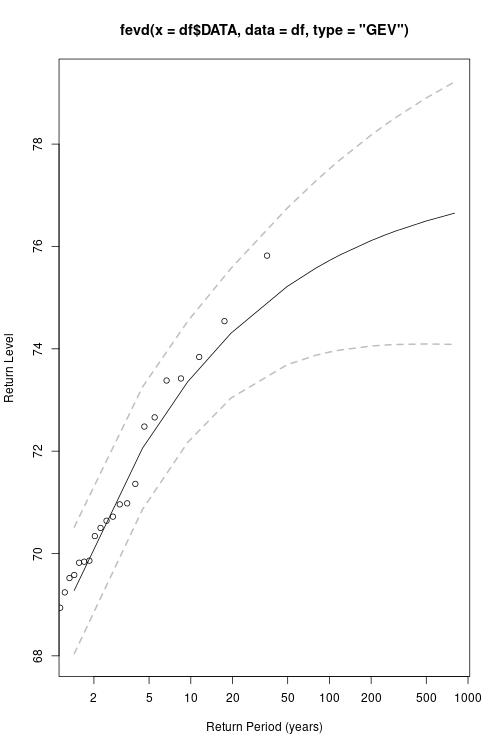 fevd(x = df$DATA, data = df, type = "GEV")
78
76
74
72
70
68
Return Level
2 5 10 20 50 100 200 500 1000
Return Period (years)